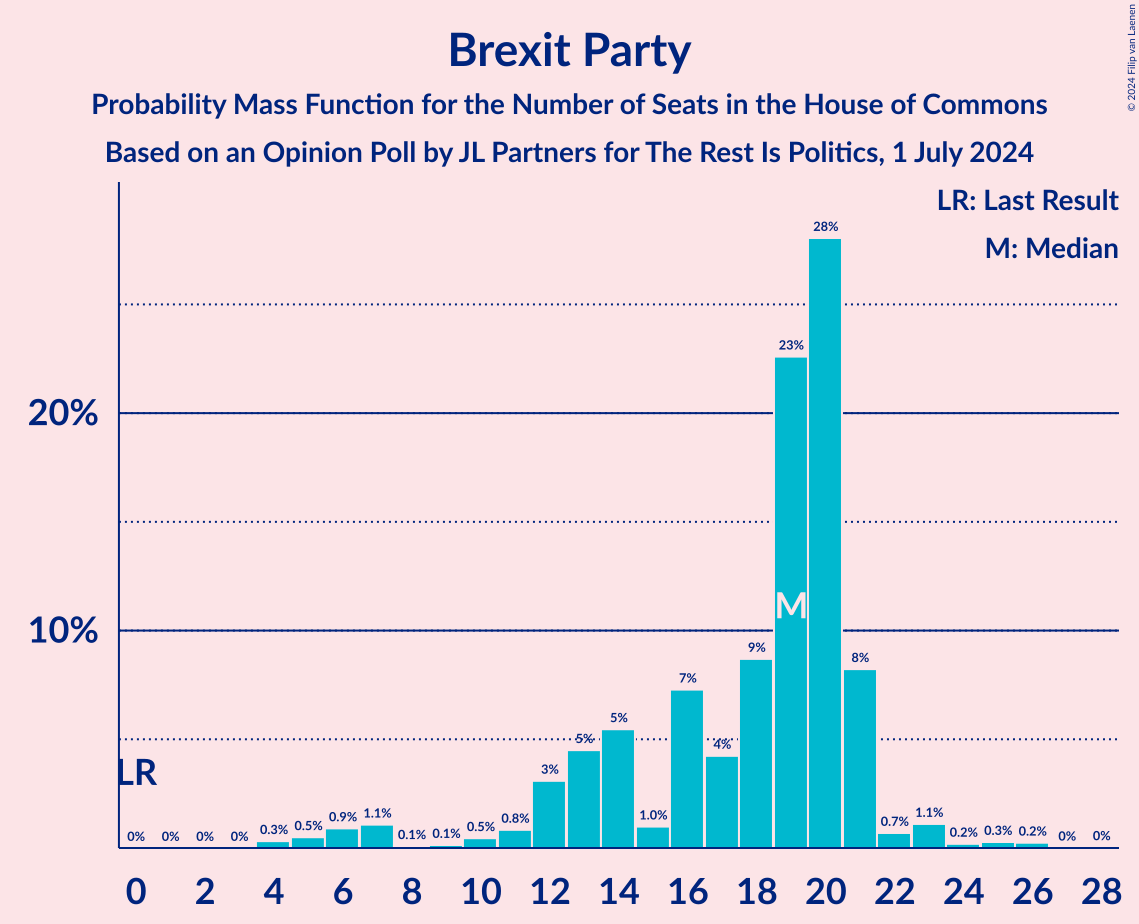 Brexit Party
Probability Mass Function for the Number of Seats in the House of Commons
Based on an Opinion Poll by JL Partners for The Rest Is Politics, 1 July 2024
© 2024 Filip van Laenen
LR: Last Result
M: Median
20%
10%
LR
M
0% 0% 0% 0% 0.3% 0.5% 0.9% 1.1% 0.1% 0.1% 0.5% 0.8% 3% 5% 5% 1.0% 7% 4% 9% 23% 28% 8% 0.7% 1.1% 0.2% 0.3% 0.2% 0% 0%
0 2 4 6 8 10 12 14 16 18 20 22 24 26 28